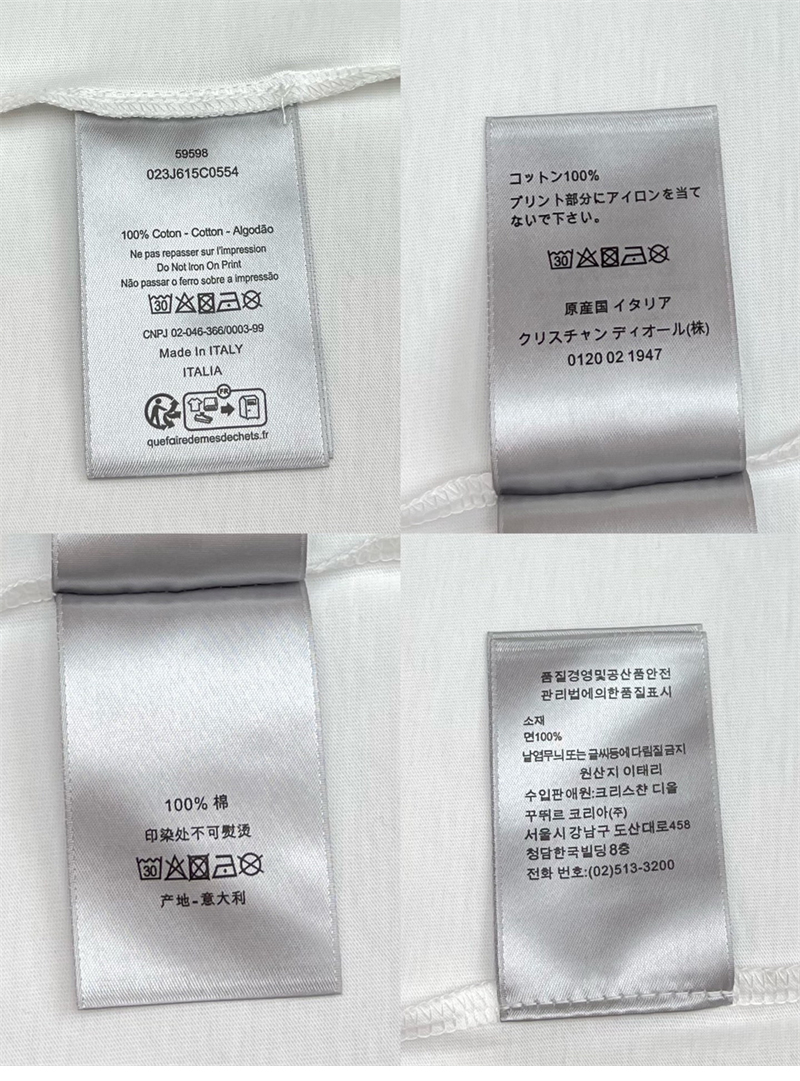 59598
023J615C0554
100% Coton - Cotton - Algodão
Ne pas repasser sur l'impression
Do Not Iron On Print
Não passar o ferro sobre a impressão
30
CNPJ 02-046-366/0003-99
Made In ITALY
ITALIA
FR
quefairedemesdechets.fr
コットン100%
プリント部分にアイロンを当て
ないで下さい。
30
原産国 イタリア
クリスチャン ディオール(株)
0120 02 1947
100% 棉
印染处不可熨烫
30
产地-意大利
품질경영및공산품안전
관리법에의한품질표시
소재
면100%
날염무늬또는글씨등에다림질금지
원산지 이태리
수입판매원:크리스챤 디올
꾸뛰르 코리아(주)
서울시 강남구 도산대로458
청담한국빌딩 8층
전화 번호:(02)513-3200